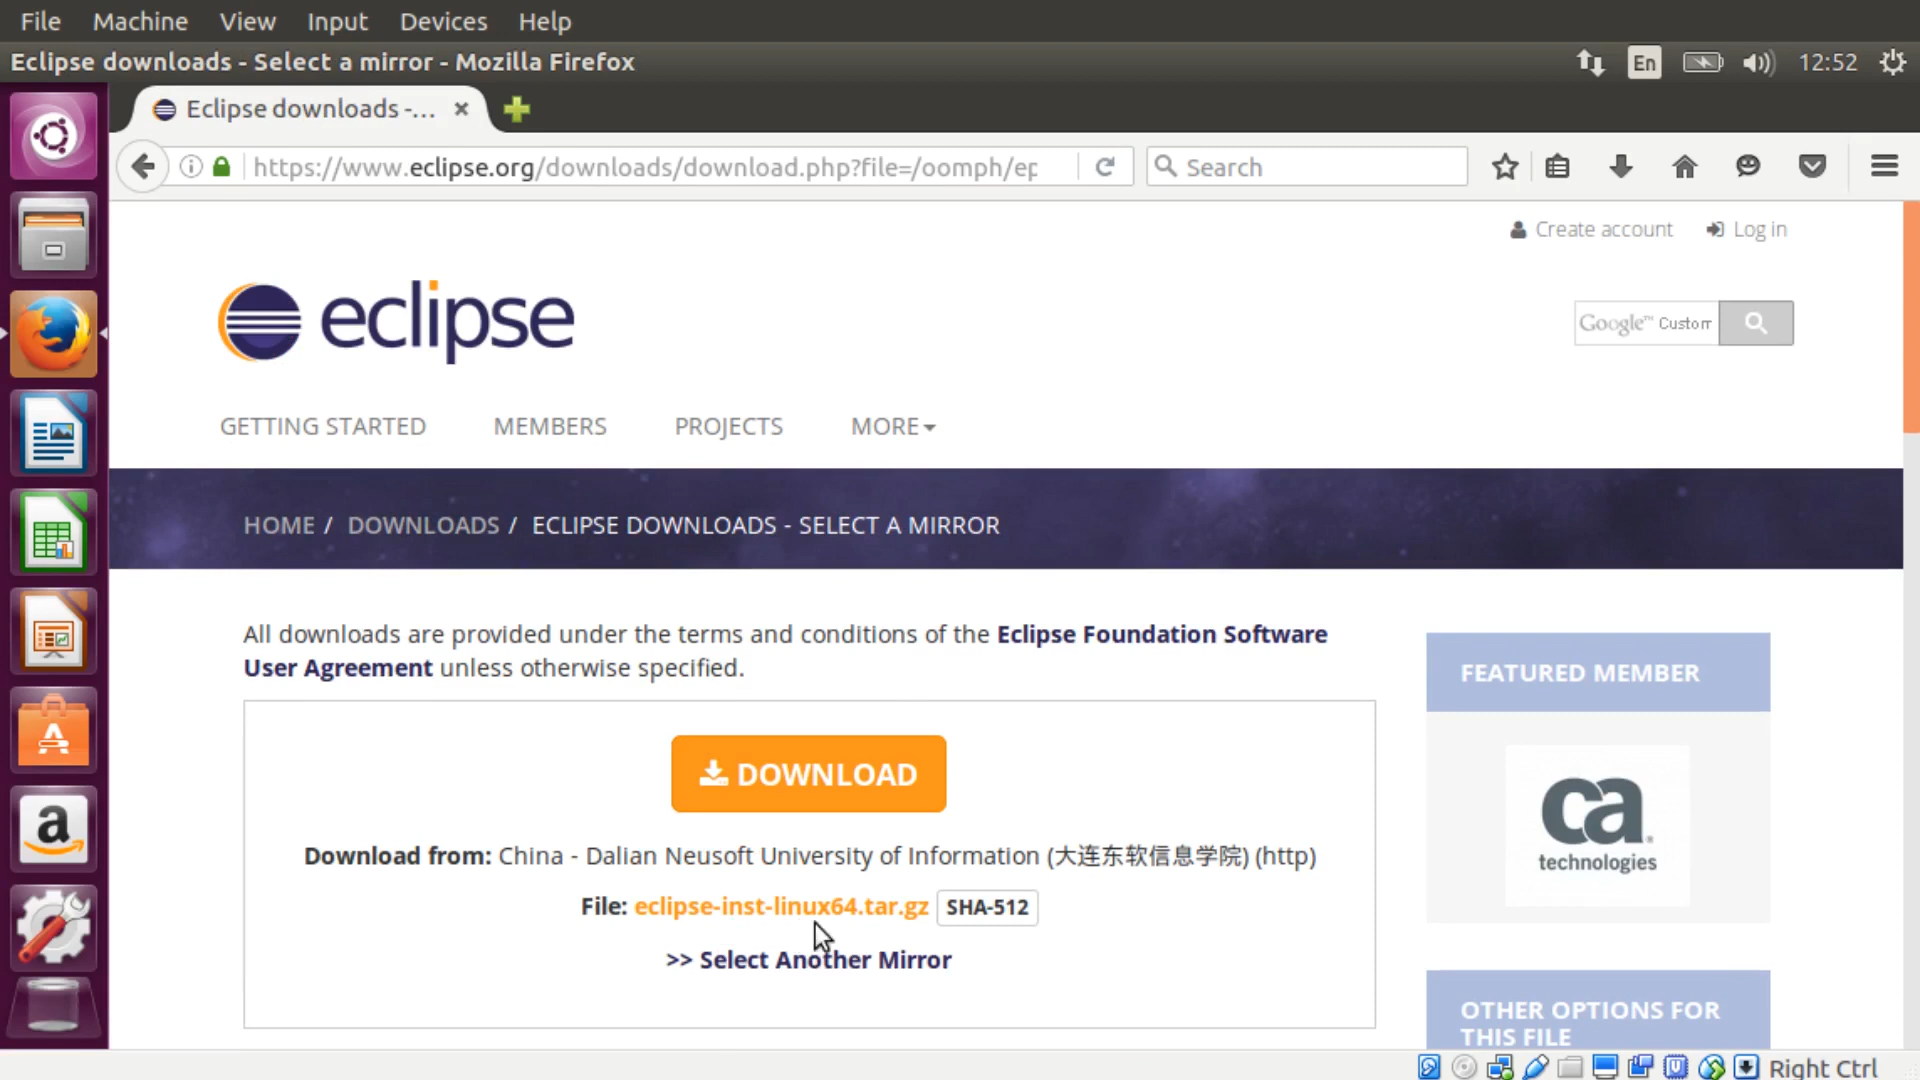 File Machine View Input Devices Help
Eclipse downloads - Select a mirror - Mozilla Firefox
En 12:52
Eclipse downloads -...
https://www.eclipse.org/downloads/download.php?file=/oomph/ep
Search
Create account Log in
eclipse
Google™ Custom
GETTING STARTED MEMBERS PROJECTS MORE
HOME / DOWNLOADS / ECLIPSE DOWNLOADS - SELECT A MIRROR
All downloads are provided under the terms and conditions of the Eclipse Foundation Software
User Agreement unless otherwise specified.
FEATURED MEMBER
DOWNLOAD
ca
technologies
Download from: China - Dalian Neusoft University of Information (大连东软信息学院) (http)
File: eclipse-inst-linux64.tar.gz SHA-512
>> Select Another Mirror
OTHER OPTIONS FOR
THIS FILE
Right Ctrl